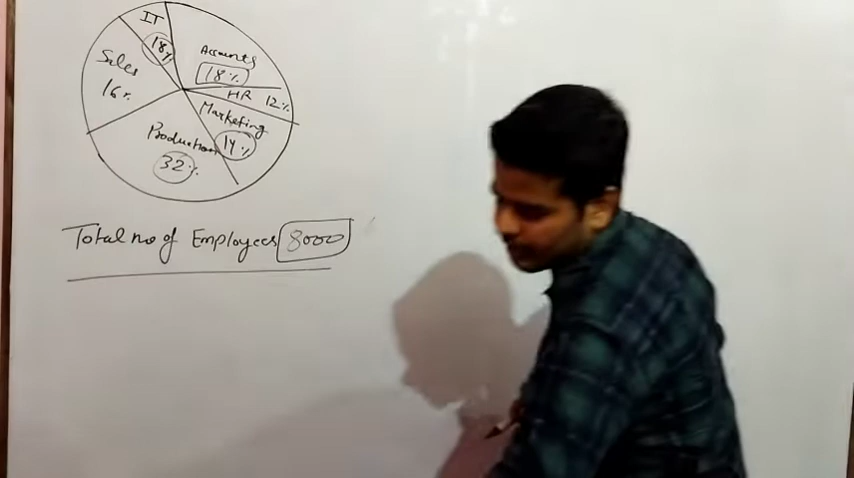 IT
18%
Accounts
18%
Sales
16%
HR 12%
Marketing
14%
Production
32%
Total no of Employees 8000